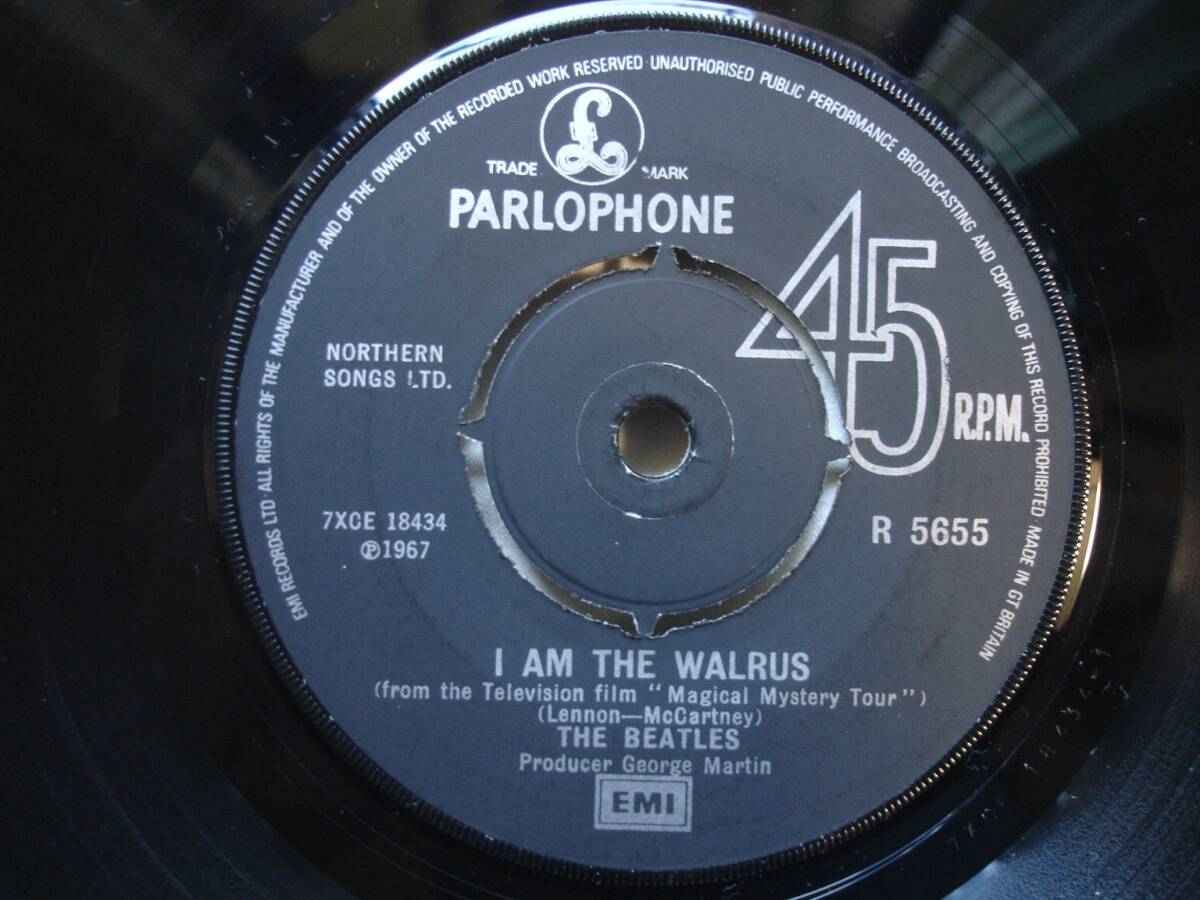 EMI RECORDS LTD · ALL RIGHTS OF THE MANUFACTURER AND OF THE OWNER OF THE RECORDED WORK RESERVED · UNAUTHORISED PUBLIC PERFORMANCE BROADCASTING AND COPYING OF THIS RECORD PROHIBITED · MADE IN GT BRITAIN
£
TRADE MARK
PARLOPHONE
45
R.P.M.
NORTHERN
SONGS LTD.
7XCE 18434
℗1967
R 5655
I AM THE WALRUS
(from the Television film "Magical Mystery Tour")
(Lennon—McCartney)
THE BEATLES
Producer George Martin
EMI